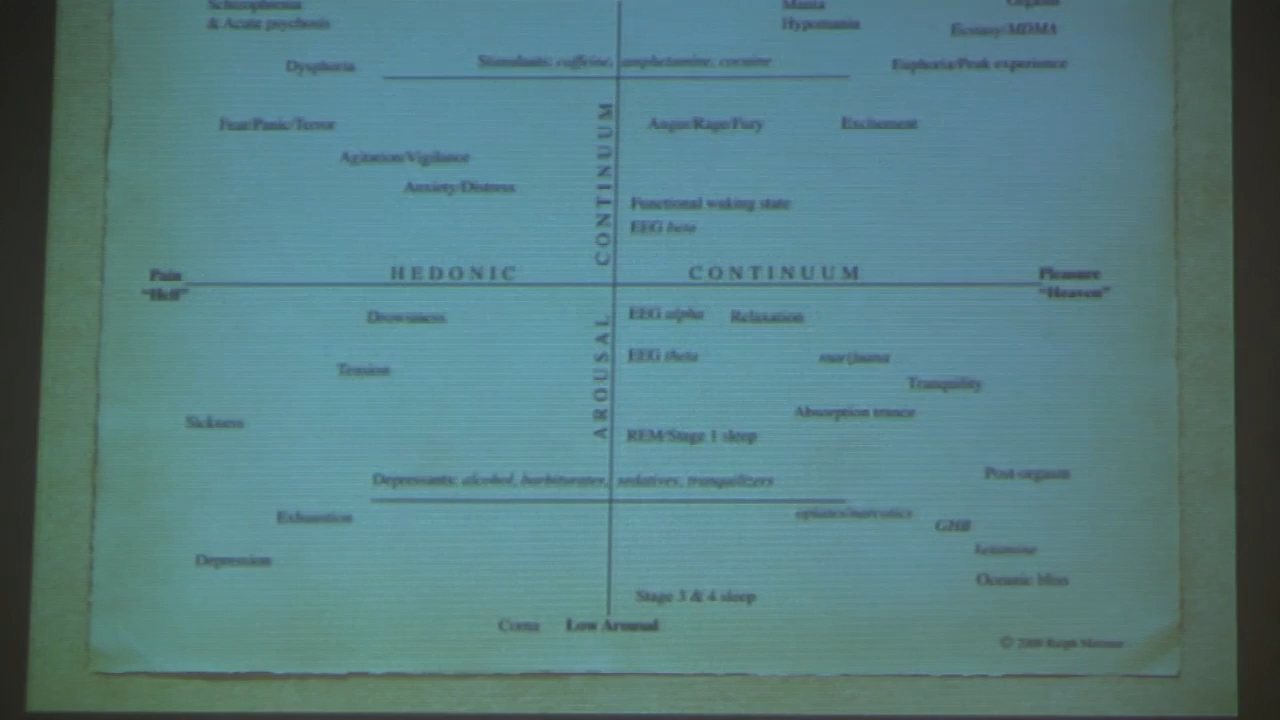 Schizophrenia
Mania
Orgasm
& Acute psychosis
Hypomania
Ecstasy/MDMA
Dysphoria
Stimulants: caffeine, amphetamine, cocaine
Euphoria/Peak experience
Fear/Panic/Terror
Anger/Rage/Fury
Excitement
Agitation/Vigilance
Anxiety/Distress
Functional waking state
EEG beta
AROUSAL CONTINUUM
Pain
HEDONIC CONTINUUM
Pleasure
"Hell"
"Heaven"
Drowsiness
EEG alpha
Relaxation
EEG theta
marijuana
Tension
Tranquility
Absorption trance
Sickness
REM/Stage 1 sleep
Post-orgasm
Depressants: alcohol, barbiturates, sedatives, tranquilizers
opiates/narcotics
Exhaustion
GHB
ketamine
Depression
Oceanic bliss
Stage 3 & 4 sleep
Coma
Low Arousal
© Ralph Metzner